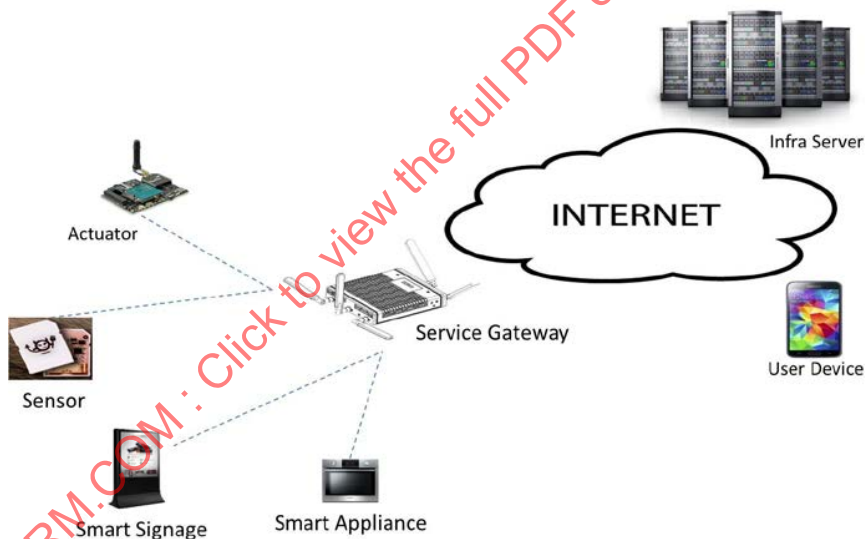 Infra Server
INTERNET
Actuator
Service Gateway
User Device
Sensor
Smart Signage
Smart Appliance
RM.COM : Click to view the full PDF